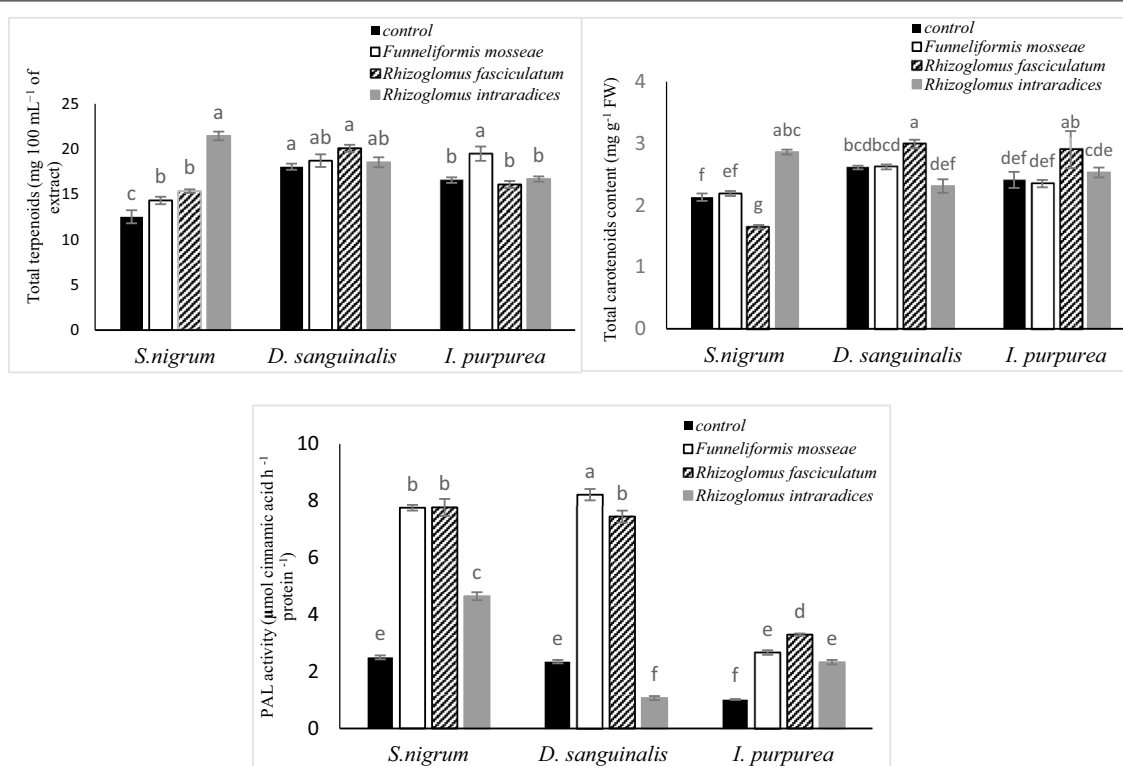 control
Funneliformis mosseae
Rhizoglomus fasciculatum
Rhizoglomus intraradices
Total terpenoids (mg 100 mL⁻¹ of
extract)
25
20
15
10
5
0
c
b
b
a
a
ab
a
ab
b
a
b
b
S.nigrum
D. sanguinalis
I. purpurea
control
Funneliformis mosseae
Rhizoglomus fasciculatum
Rhizoglomus intraradices
Total carotenoids content (mg g⁻¹ FW)
4
3
2
1
0
f
ef
g
abc
bcd
bcd
a
def
def
def
ab
cde
S.nigrum
D. sanguinalis
I. purpurea
control
Funneliformis mosseae
Rhizoglomus fasciculatum
Rhizoglomus intraradices
PAL activity (µmol cinnamic acid h ⁻¹
protein ⁻¹)
10
8
6
4
2
0
e
b
b
c
e
a
b
f
f
e
d
e
S.nigrum
D. sanguinalis
I. purpurea